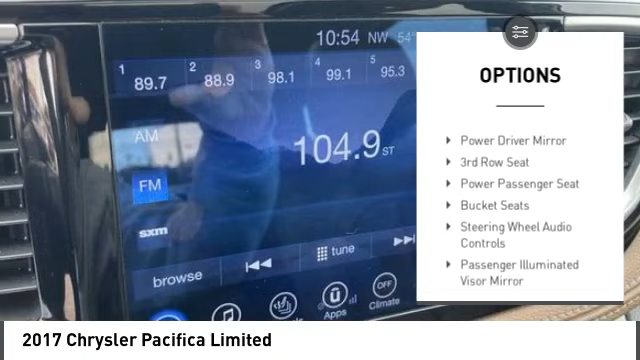 10:54 NW 54°
1 89.7 2 88.9 3 98.1 4 99.1 5 95.3
AM
104.9 ST
FM
sxm
browse tune
Apps OFF Climate
OPTIONS
Power Driver Mirror
3rd Row Seat
Power Passenger Seat
Bucket Seats
Steering Wheel Audio
Controls
Passenger Illuminated
Visor Mirror
2017 Chrysler Pacifica Limited